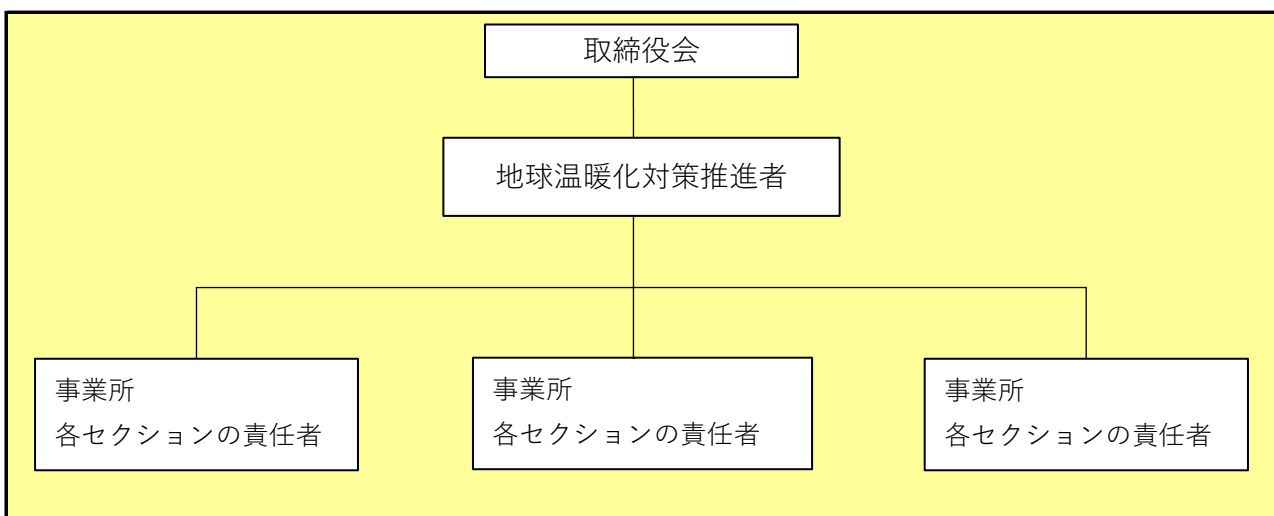 取締役会
地球温暖化対策推進者
事業所
各セクションの責任者
事業所
各セクションの責任者
事業所
各セクションの責任者